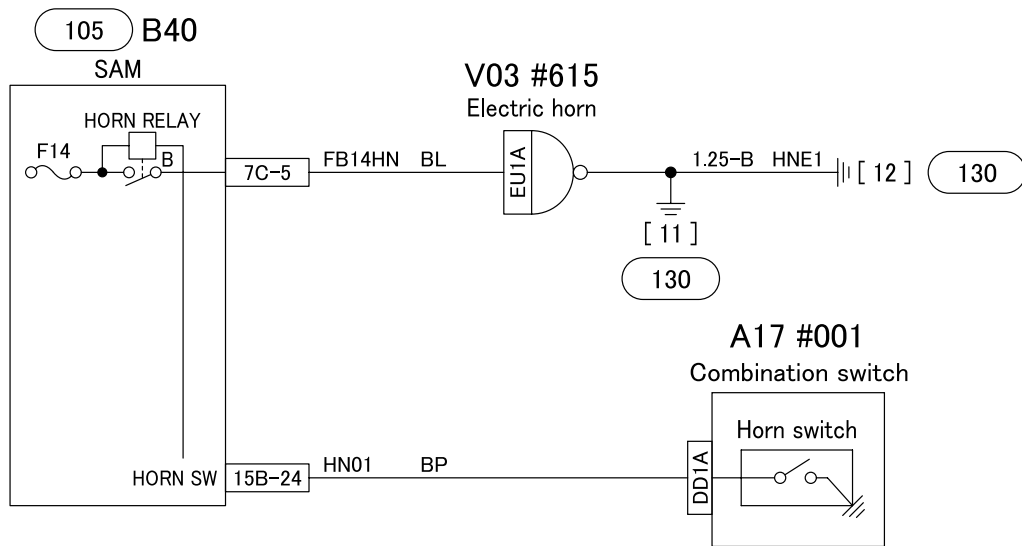 105 B40
SAM
HORN RELAY
F14
B
7C-5
FB14HN BL
V03 #615
Electric horn
EU1A
1.25-B HNE1
[ 12 ]
130
[ 11 ]
130
A17 #001
Combination switch
Horn switch
DD1A
HORN SW
15B-24
HN01 BP